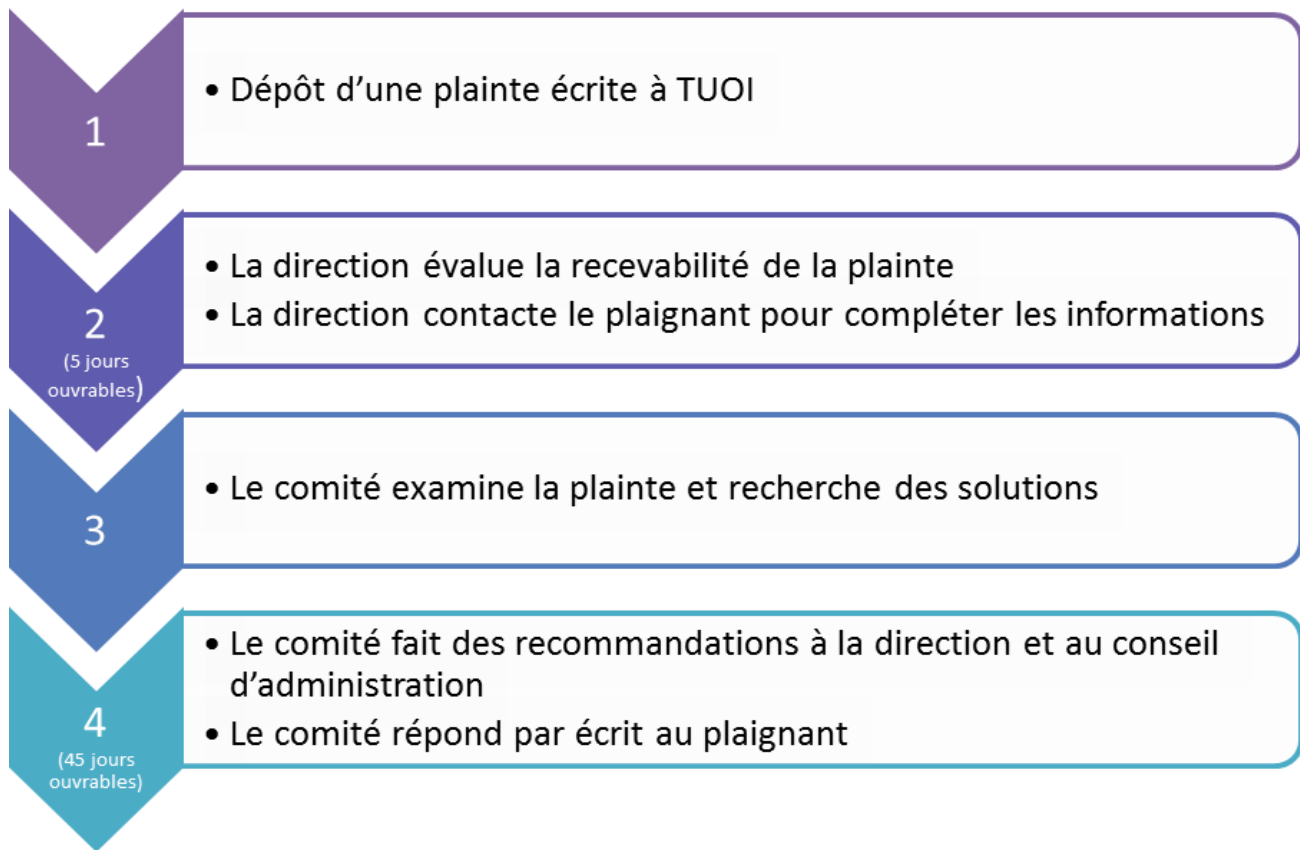 1
• Dépôt d’une plainte écrite à TUOI
2
(5 jours
ouvrables)
• La direction évalue la recevabilité de la plainte
• La direction contacte le plaignant pour compléter les informations
3
• Le comité examine la plainte et recherche des solutions
4
(45 jours
ouvrables)
• Le comité fait des recommandations à la direction et au conseil
d’administration
• Le comité répond par écrit au plaignant